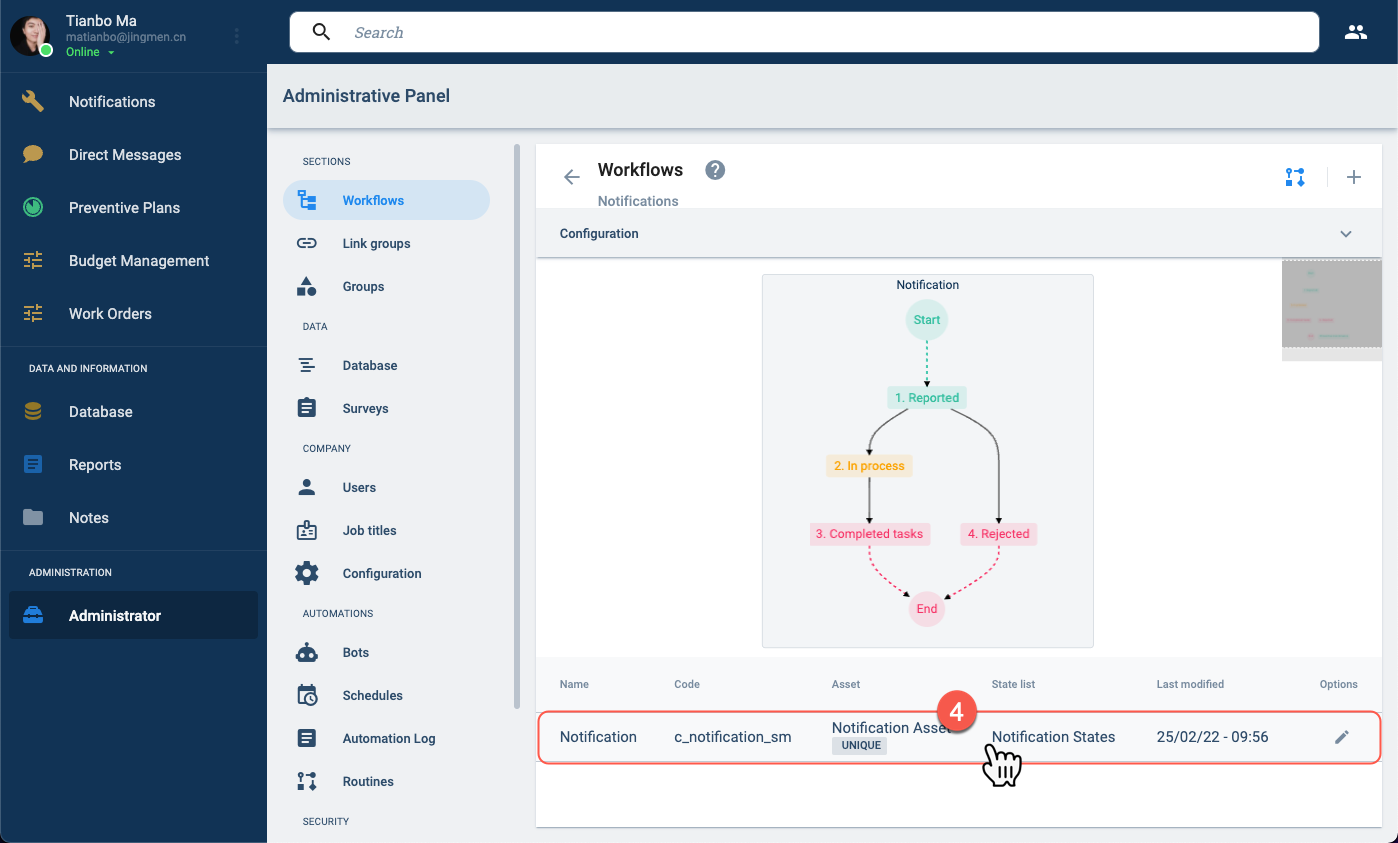 Tianbo Ma
matianbo@jingmen.cn
Online
Search
Notifications
Direct Messages
Preventive Plans
Budget Management
Work Orders
DATA AND INFORMATION
Database
Reports
Notes
ADMINISTRATION
Administrator
Administrative Panel
SECTIONS
Workflows
Link groups
Groups
DATA
Database
Surveys
COMPANY
Users
Job titles
Configuration
AUTOMATIONS
Bots
Schedules
Automation Log
Routines
SECURITY
Workflows ?
Notifications
Configuration
Notification
Start
1. Reported
2. In process
3. Completed tasks 4. Rejected
End
Name Code Asset State list Last modified Options
4
Notification c_notification_sm Notification Asset Notification States 25/02/22 - 09:56
UNIQUE